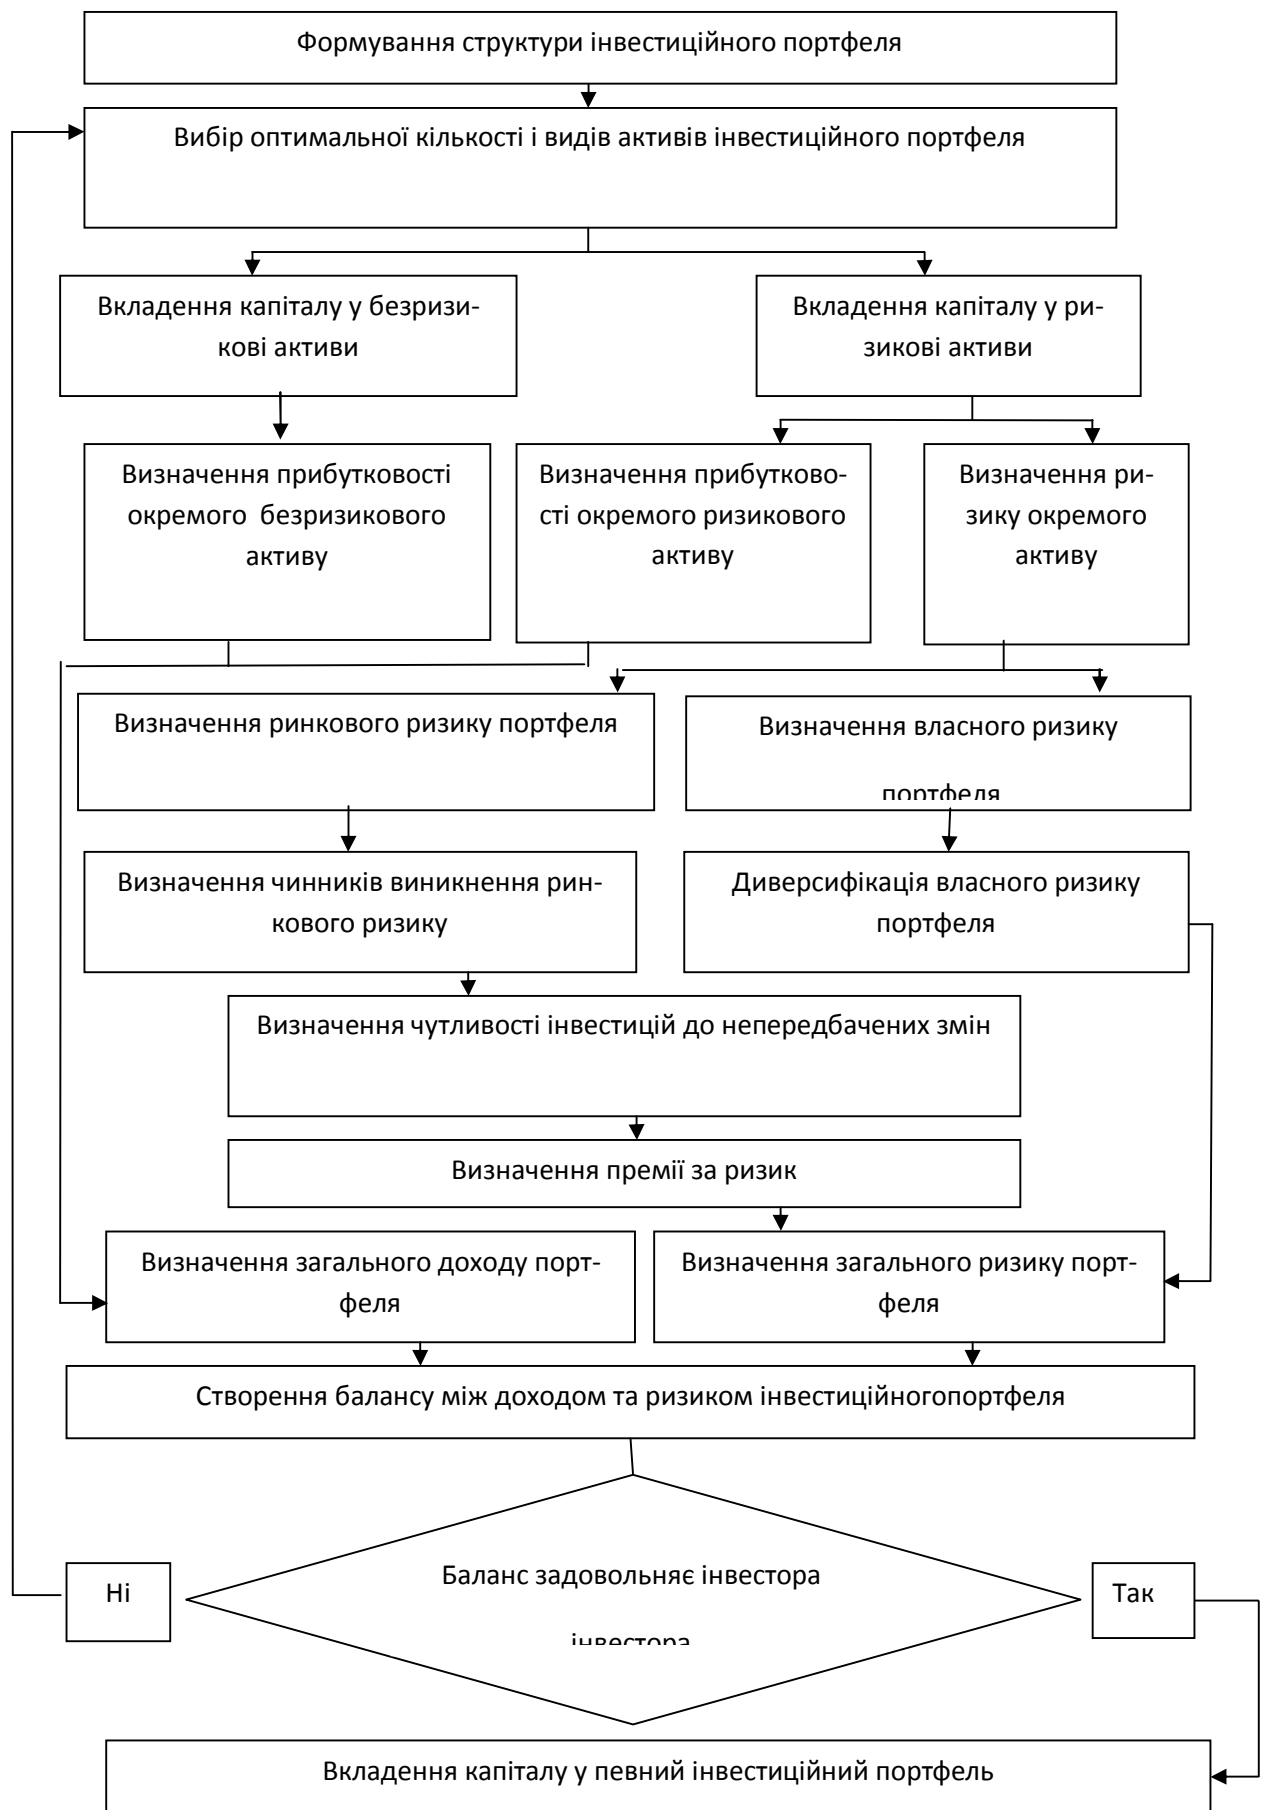 Формування структури інвестиційного портфеля
Вибір оптимальної кількості і видів активів інвестиційного портфеля
Вкладення капіталу у безризи-
кові активи
Вкладення капіталу у ри-
зикові активи
Визначення прибутковості
окремого безризикового
активу
Визначення прибутково-
сті окремого ризикового
активу
Визначення ри-
зику окремого
активу
Визначення ринкового ризику портфеля
Визначення власного ризику
портфеля
Визначення чинників виникнення рин-
кового ризику
Диверсифікація власного ризику
портфеля
Визначення чутливості інвестицій до непередбачених змін
Визначення премії за ризик
Визначення загального доходу порт-
феля
Визначення загального ризику порт-
феля
Створення балансу між доходом та ризиком інвестиційногопортфеля
Баланс задовольняє інвестора
інвестора
Ні
Так
Вкладення капіталу у певний інвестиційний портфель